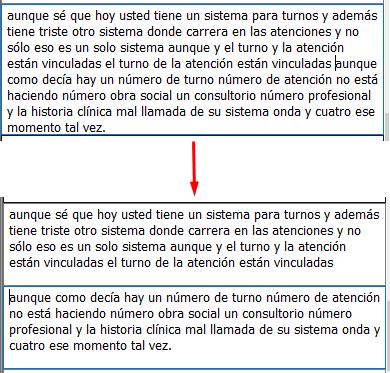 aunque sé que hoy usted tiene un sistema para turnos y además
tiene triste otro sistema donde carrera en las atenciones y no
sólo eso es un solo sistema aunque y el turno y la atención
están vinculadas el turno de la atención están vinculadas aunque
como decía hay un número de turno número de atención no está
haciendo número obra social un consultorio número profesional
y la historia clínica mal llamada de su sistema onda y cuatro ese
momento tal vez.
aunque sé que hoy usted tiene un sistema para turnos y además
tiene triste otro sistema donde carrera en las atenciones y no
sólo eso es un solo sistema aunque y el turno y la atención
están vinculadas el turno de la atención están vinculadas
aunque como decía hay un número de turno número de atención
no está haciendo número obra social un consultorio número
profesional y la historia clínica mal llamada de su sistema onda y
cuatro ese momento tal vez.